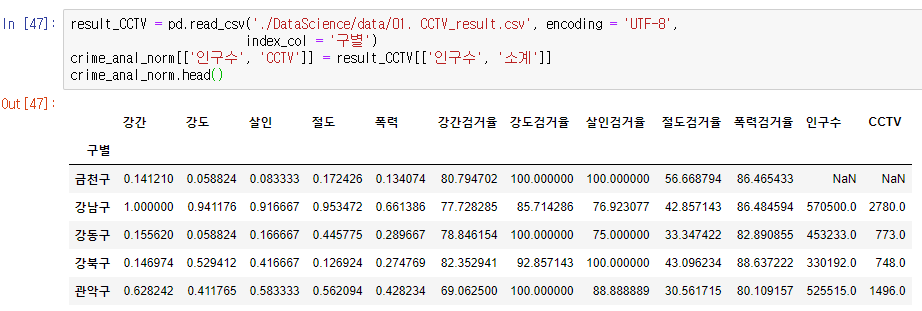 In [47]: result_CCTV = pd.read_csv('./DataScience/data/01. CCTV_result.csv', encoding = 'UTF-8',
index_col = '구별')
crime_anal_norm[['인구수', 'CCTV']] = result_CCTV[['인구수', '소계']]
crime_anal_norm.head()
Out[47]:
강간 강도 살인 절도 폭력 강간검거율 강도검거율 살인검거율 절도검거율 폭력검거율 인구수 CCTV
구별
금천구 0.141210 0.058824 0.083333 0.172426 0.134074 80.794702 100.000000 100.000000 56.668794 86.465433 NaN NaN
강남구 1.000000 0.941176 0.916667 0.953472 0.661386 77.728285 85.714286 76.923077 42.857143 86.484594 570500.0 2780.0
강동구 0.155620 0.058824 0.166667 0.445775 0.289667 78.846154 100.000000 75.000000 33.347422 82.890855 453233.0 773.0
강북구 0.146974 0.529412 0.416667 0.126924 0.274769 82.352941 92.857143 100.000000 43.096234 88.637222 330192.0 748.0
관악구 0.628242 0.411765 0.583333 0.562094 0.428234 69.062500 100.000000 88.888889 30.561715 80.109157 525515.0 1496.0